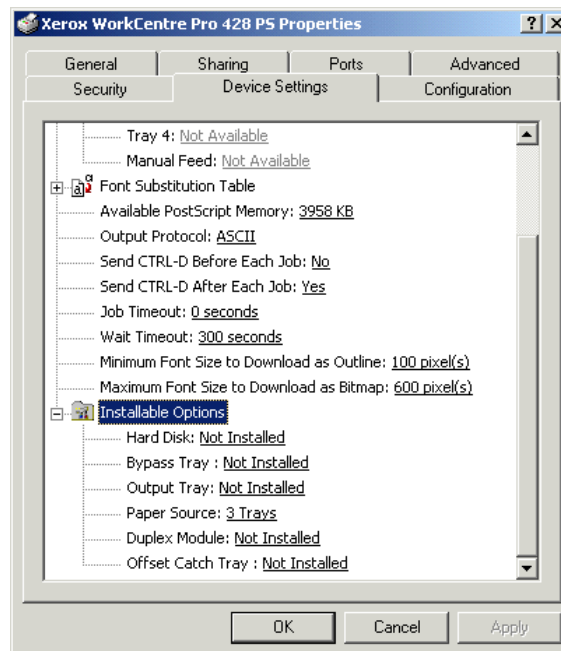 Xerox WorkCentre Pro 428 PS Properties
General Sharing Ports Advanced
Security Device Settings Configuration
Tray 4: Not Available
Manual Feed: Not Available
Font Substitution Table
Available PostScript Memory: 3958 KB
Output Protocol: ASCII
Send CTRL-D Before Each Job: No
Send CTRL-D After Each Job: Yes
Job Timeout: 0 seconds
Wait Timeout: 300 seconds
Minimum Font Size to Download as Outline: 100 pixel(s)
Maximum Font Size to Download as Bitmap: 600 pixel(s)
Installable Options
Hard Disk: Not Installed
Bypass Tray : Not Installed
Output Tray: Not Installed
Paper Source: 3 Trays
Duplex Module: Not Installed
Offset Catch Tray : Not Installed
OK Cancel Apply